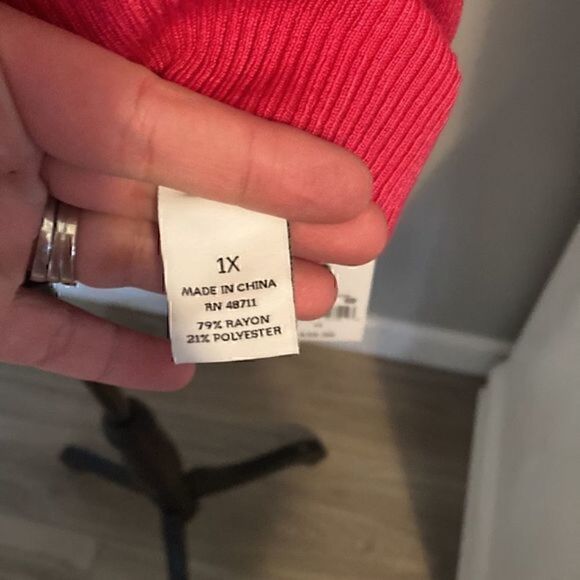 1X
MADE IN CHINA
RN 48711
79% RAYON
21% POLYESTER